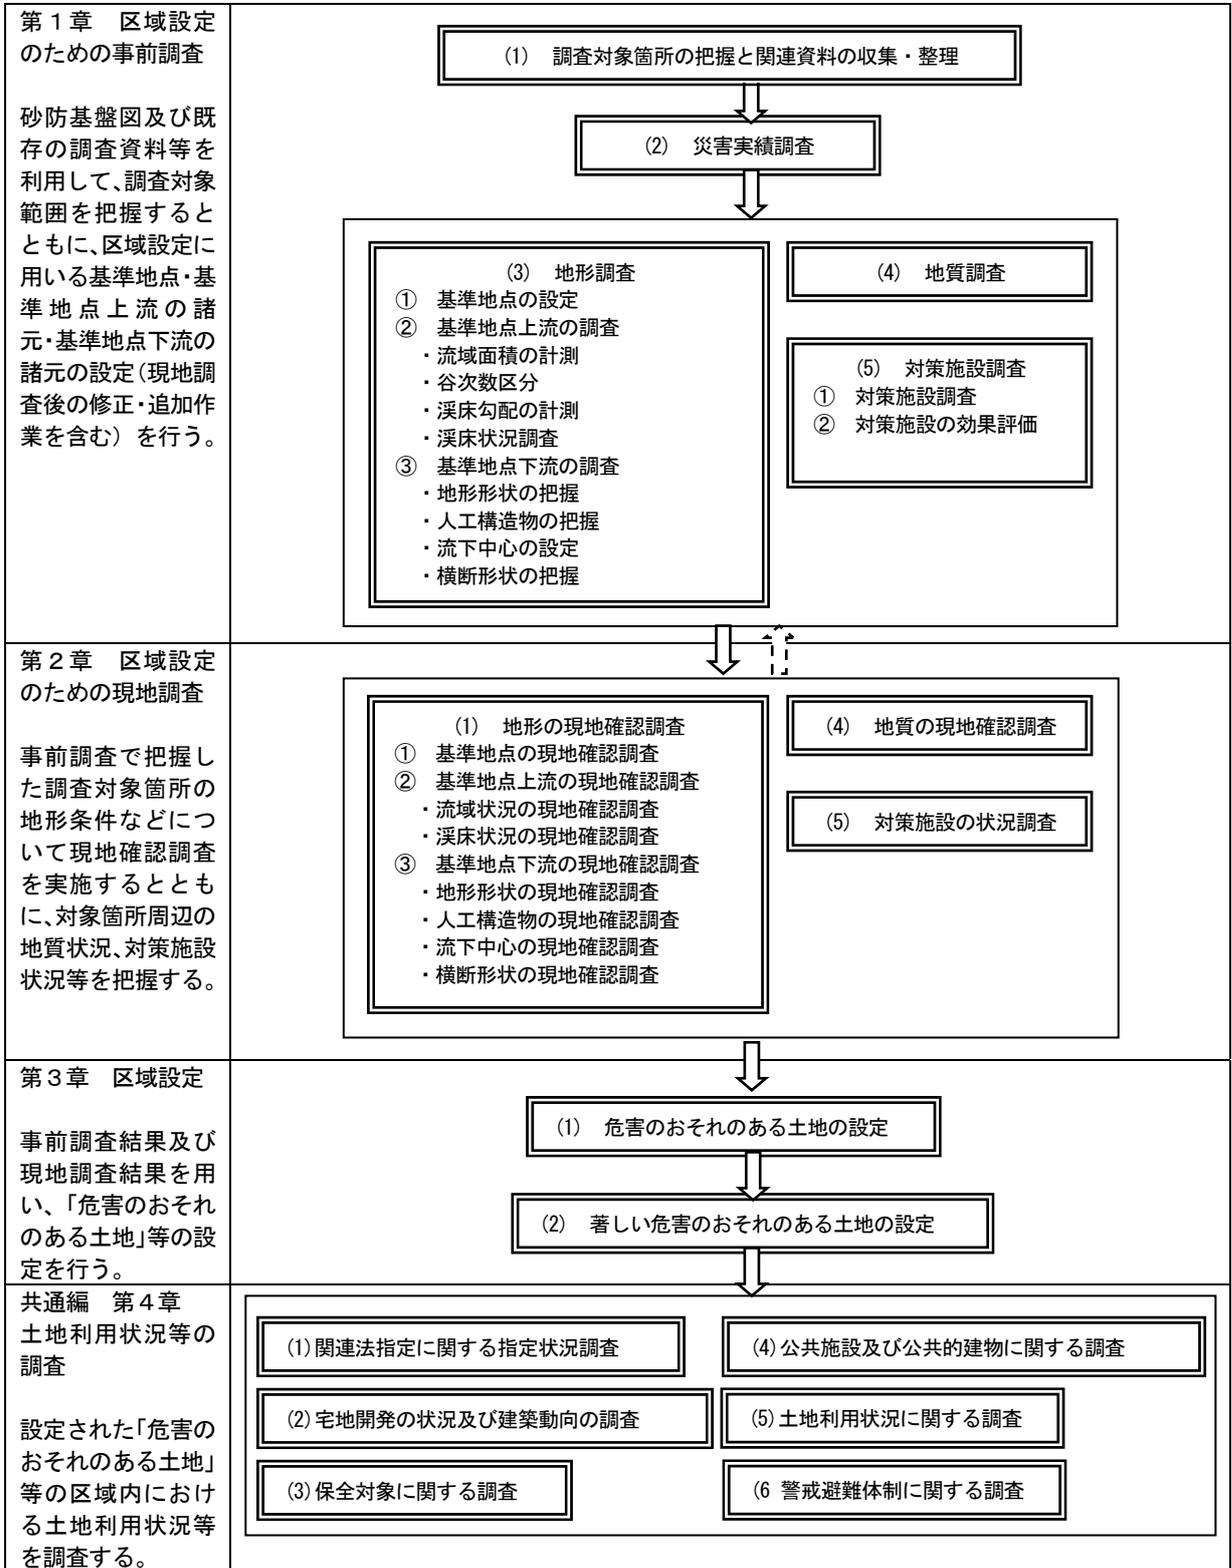 第１章　区域設定
のための事前調査
砂防基盤図及び既
存の調査資料等を
利用して、調査対象
範囲を把握すると
ともに、区域設定に
用いる基準地点・基
準地点上流の諸
元・基準地点下流の
諸元の設定（現地調
査後の修正・追加作
業を含む）を行う。
(1)　調査対象箇所の把握と関連資料の収集・整理
(2)　災害実績調査
(3)　地形調査
①　基準地点の設定
②　基準地点上流の調査
・流域面積の計測
・谷次数区分
・渓床勾配の計測
・渓床状況調査
③　基準地点下流の調査
・地形形状の把握
・人工構造物の把握
・流下中心の設定
・横断形状の把握
(4)　地質調査
(5)　対策施設調査
①　対策施設調査
②　対策施設の効果評価
第２章　区域設定
のための現地調査
事前調査で把握し
た調査対象箇所の
地形条件などにつ
いて現地確認調査
を実施するととも
に、対象箇所周辺の
地質状況、対策施設
状況等を把握する。
(1)　地形の現地確認調査
①　基準地点の現地確認調査
②　基準地点上流の現地確認調査
・流域状況の現地確認調査
・渓床状況の現地確認調査
③　基準地点下流の現地確認調査
・地形形状の現地確認調査
・人工構造物の現地確認調査
・流下中心の現地確認調査
・横断形状の現地確認調査
(4)　地質の現地確認調査
(5)　対策施設の状況調査
第３章　区域設定
事前調査結果及び
現地調査結果を用
い、「危害のおそれ
のある土地」等の設
定を行う。
(1)　危害のおそれのある土地の設定
(2)　著しい危害のおそれのある土地の設定
共通編　第４章
土地利用状況等の
調査
設定された「危害の
おそれのある土地」
等の区域内におけ
る土地利用状況等
を調査する。
(1)関連法指定に関する指定状況調査
(2)宅地開発の状況及び建築動向の調査
(3)保全対象に関する調査
(4)公共施設及び公共的建物に関する調査
(5)土地利用状況に関する調査
(6 警戒避難体制に関する調査